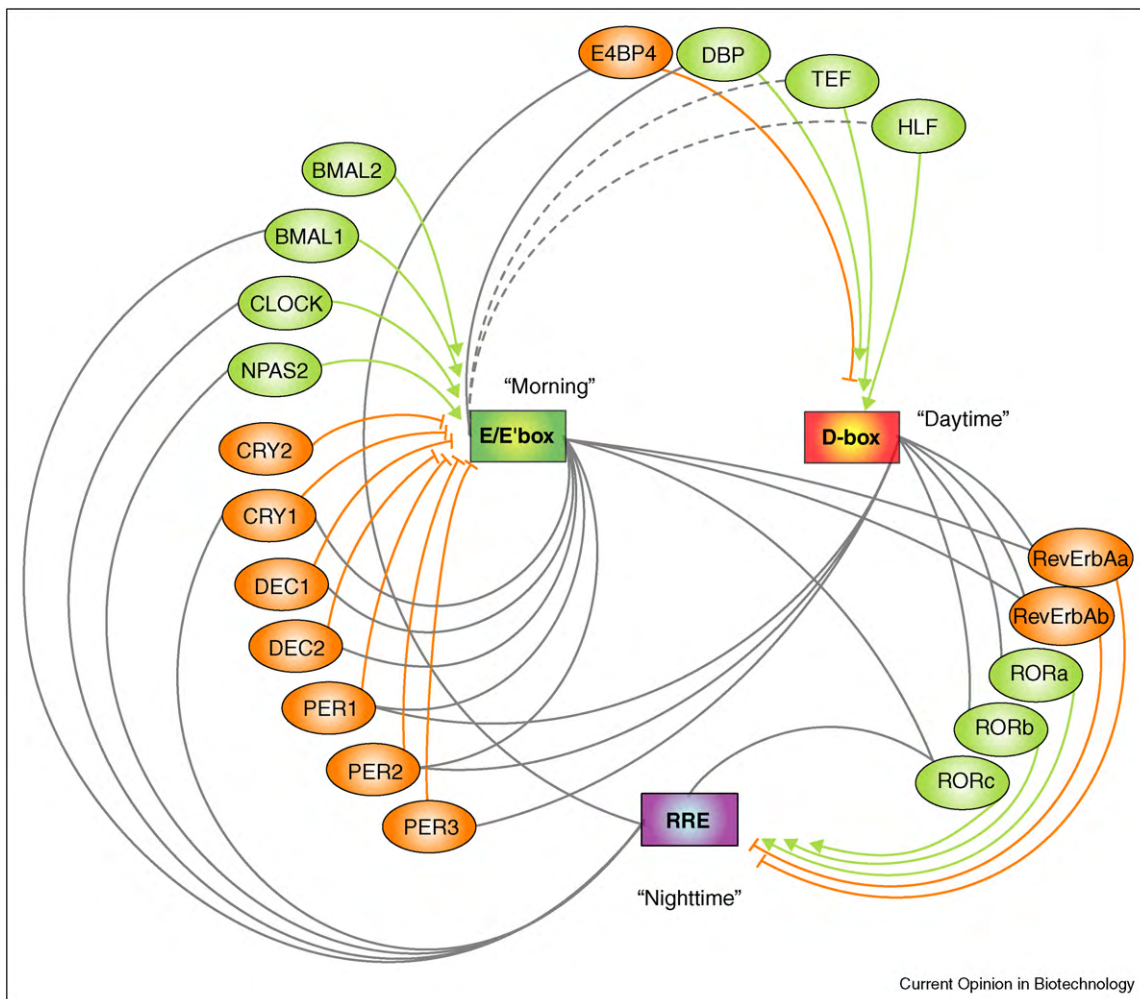 E4BP4
DBP
TEF
HLF
BMAL2
BMAL1
CLOCK
NPAS2
"Morning"
E/E'box
"Daytime"
D-box
CRY2
CRY1
DEC1
DEC2
PER1
PER2
PER3
RevErbAa
RevErbAb
RORa
RORb
RORc
RRE
"Nighttime"
Current Opinion in Biotechnology